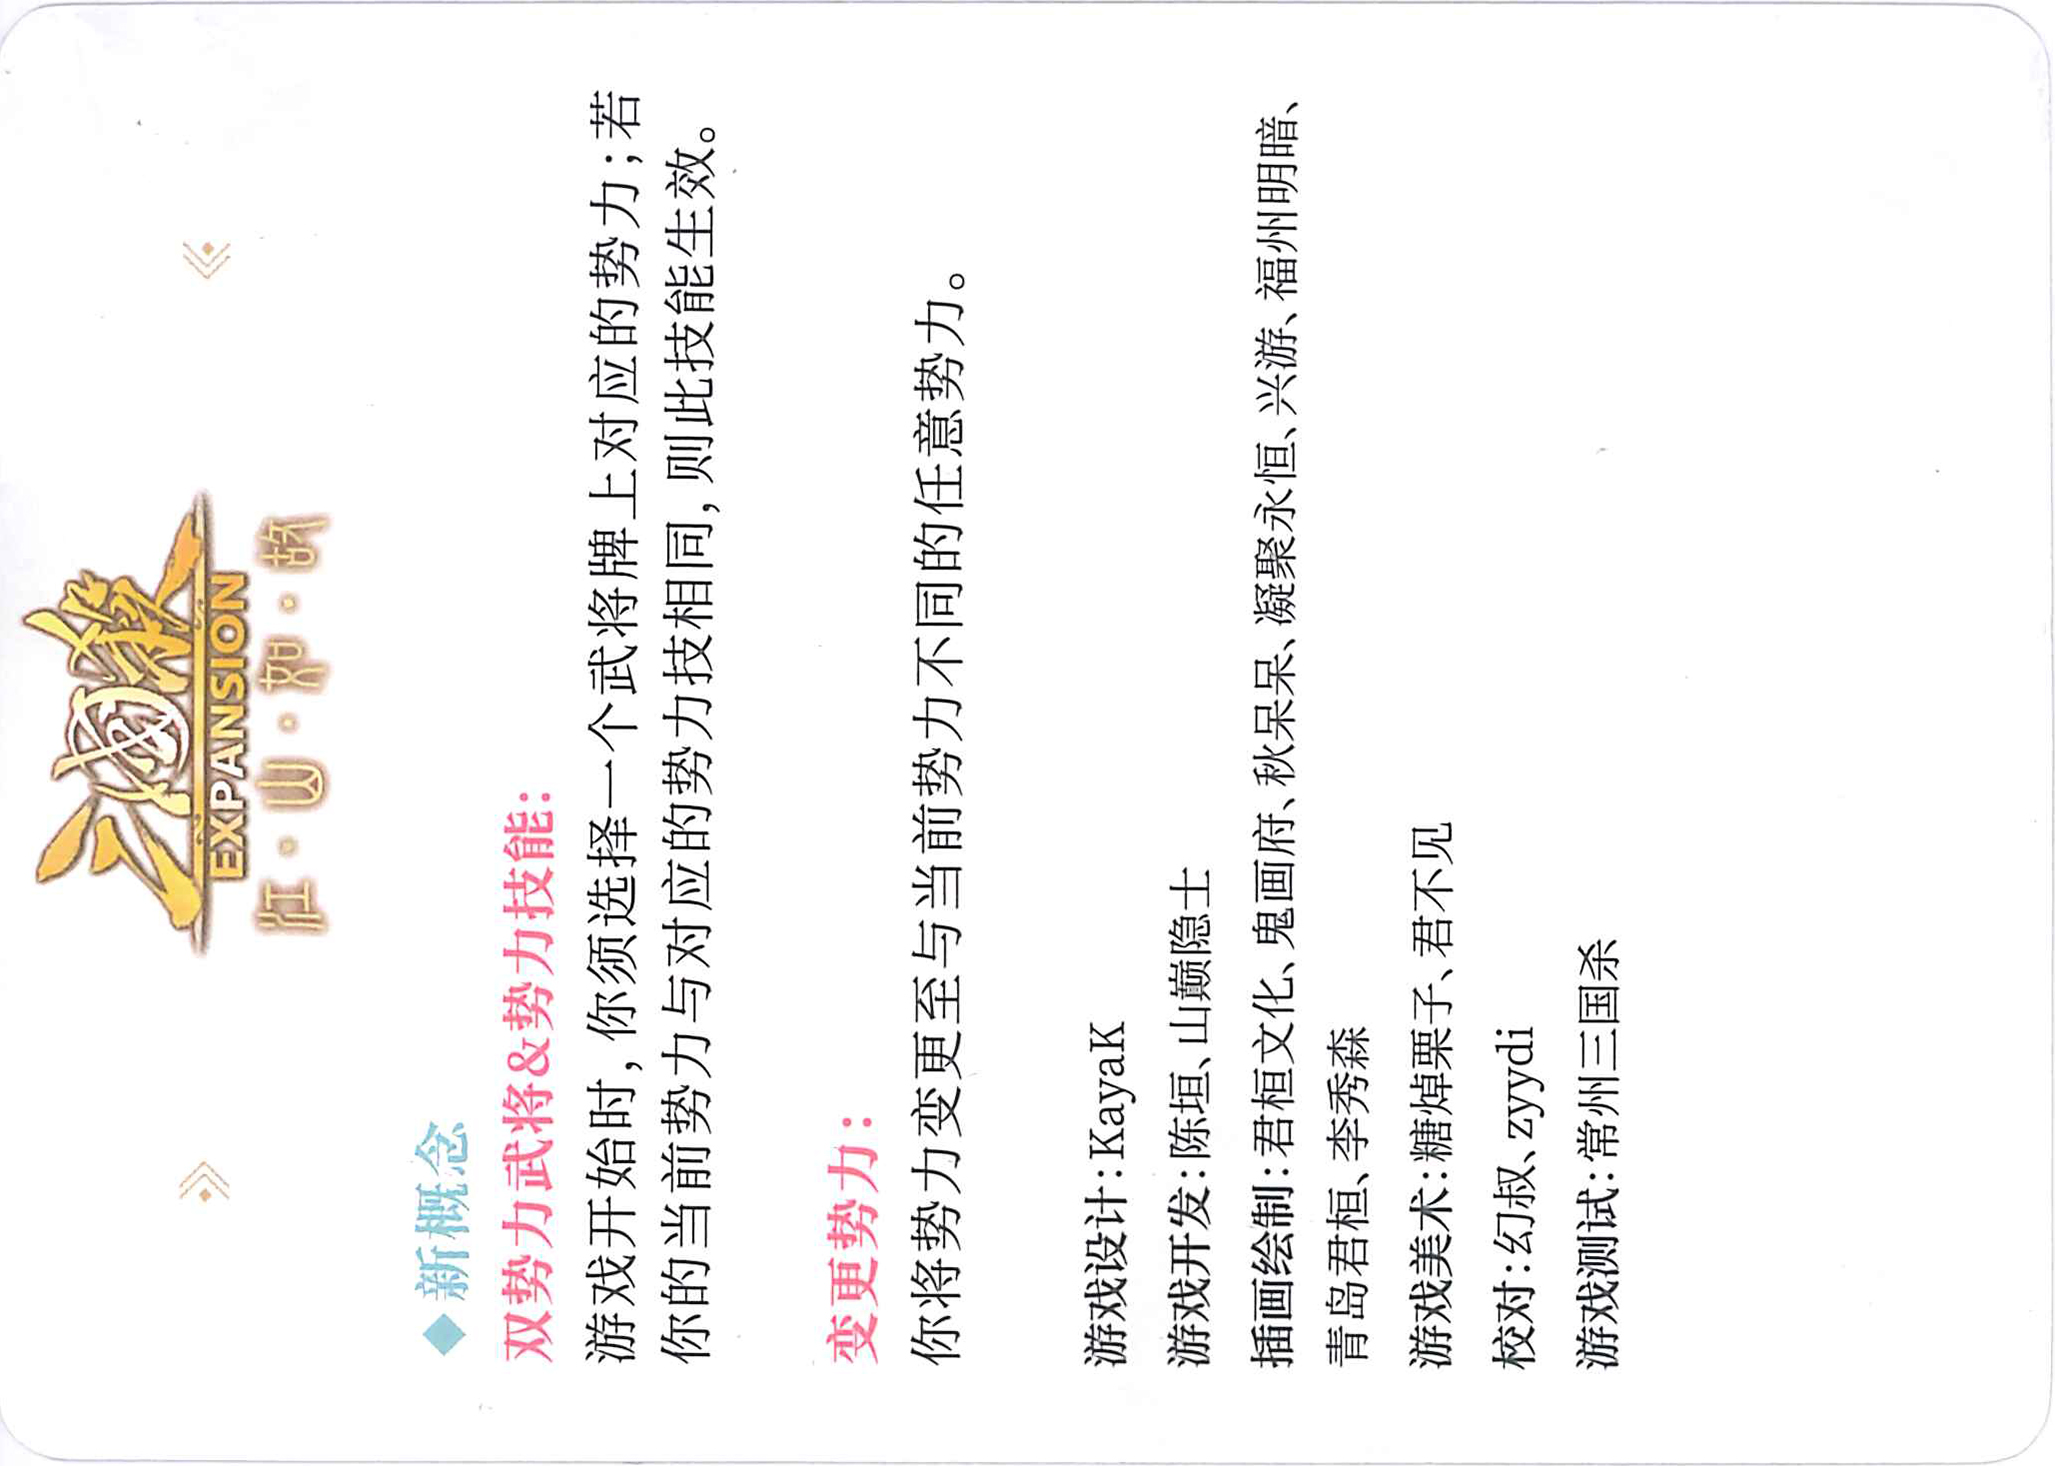 三國殺
EXPANSION
江·山·如·故
◆新概念
双势力武将&势力技能:
游戏开始时,你须选择一个武将牌上对应的势力;若
你的当前势力与对应的势力技相同,则此技能生效。
变更势力:
你将势力变更至与当前势力不同的任意势力。
游戏设计:KayaK
游戏开发:陈垣、山巅隐士
插画绘制:君桓文化、鬼画府、秋呆呆、凝聚永恒、兴游、福州明暗、
青岛君桓、李秀森
游戏美术:糖焯栗子、君不见
校对:幻叔、zyydi
游戏测试:常州三国杀